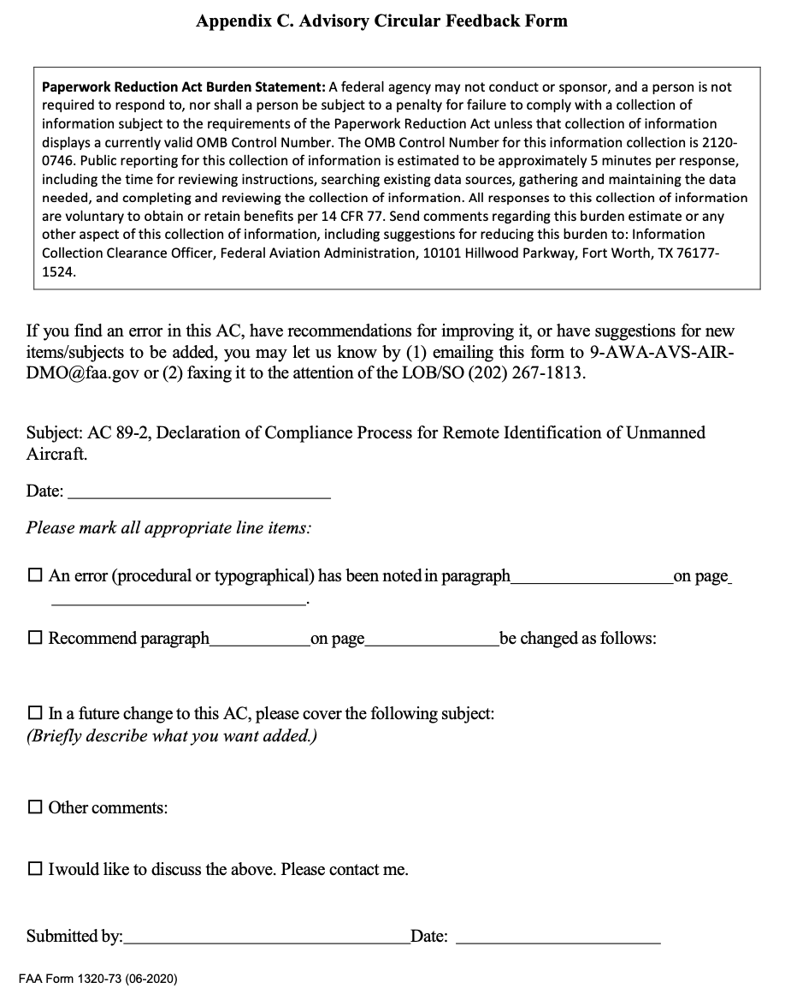 Appendix C. Advisory Circular Feedback Form
Paperwork Reduction Act Burden Statement: A federal agency may not conduct or sponsor, and a person is not
required to respond to, nor shall a person be subject to a penalty for failure to comply with a collection of
information subject to the requirements of the Paperwork Reduction Act unless that collection of information
displays a currently valid OMB Control Number. The OMB Control Number for this information collection is 2120-
0746. Public reporting for this collection of information is estimated to be approximately 5 minutes per response,
including the time for reviewing instructions, searching existing data sources, gathering and maintaining the data
needed, and completing and reviewing the collection of information. All responses to this collection of information
are voluntary to obtain or retain benefits per 14 CFR 77. Send comments regarding this burden estimate or any
other aspect of this collection of information, including suggestions for reducing this burden to: Information
Collection Clearance Officer, Federal Aviation Administration, 10101 Hillwood Parkway, Fort Worth, TX 76177-
1524.
If you find an error in this AC, have recommendations for improving it, or have suggestions for new
items/subjects to be added, you may let us know by (1) emailing this form to 9-AWA-AVS-AIR-
DMO@faa.gov or (2) faxing it to the attention of the LOB/SO (202) 267-1813.
Subject: AC 89-2, Declaration of Compliance Process for Remote Identification of Unmanned
Aircraft.
Date: ____________________________
Please mark all appropriate line items:
☐ An error (procedural or typographical) has been noted in paragraph__________________on page_
____________________________.
☐ Recommend paragraph___________on page_______________be changed as follows:
☐ In a future change to this AC, please cover the following subject:
(Briefly describe what you want added.)
☐ Other comments:
☐ I would like to discuss the above. Please contact me.
Submitted by:________________________________Date: _______________________
FAA Form 1320-73 (06-2020)